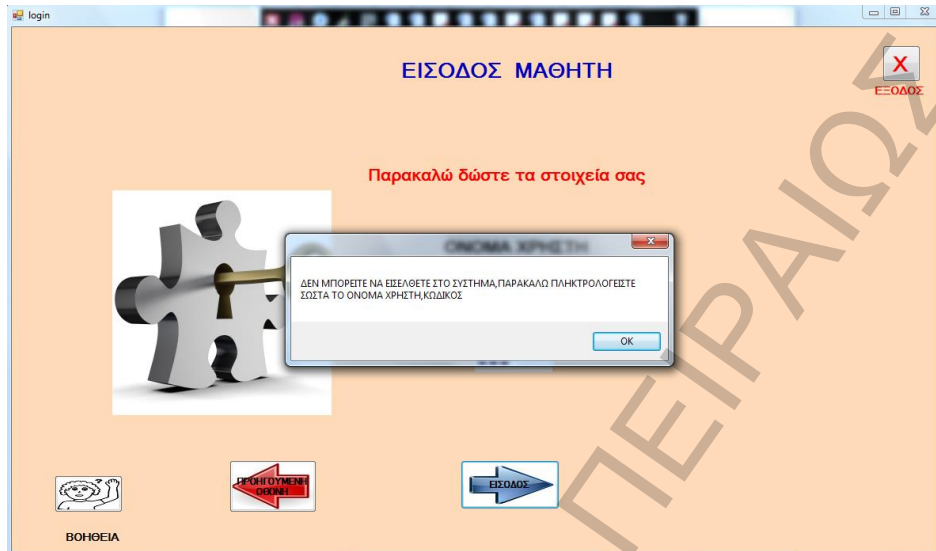 login
ΕΙΣΟΔΟΣ ΜΑΘΗΤΗ
X
ΕΞΟΔΟΣ
Παρακαλώ δώστε τα στοιχεία σας
ΟΝΟΜΑ ΧΡΗΣΤΗ
ΔΕΝ ΜΠΟΡΕΙΤΕ ΝΑ ΕΙΣΕΛΘΕΤΕ ΣΤΟ ΣΥΣΤΗΜΑ,ΠΑΡΑΚΑΛΩ ΠΛΗΚΤΡΟΛΟΓΕΙΣΤΕ
ΣΩΣΤΑ ΤΟ ΟΝΟΜΑ ΧΡΗΣΤΗ,ΚΩΔΙΚΟΣ
OK
ΠΡΟΗΓΟΥΜΕΝΗ
ΟΘΟΝΗ
ΕΙΣΟΔΟΣ
ΒΟΗΘΕΙΑ
ΠΕΙΡΑΙΩΣ